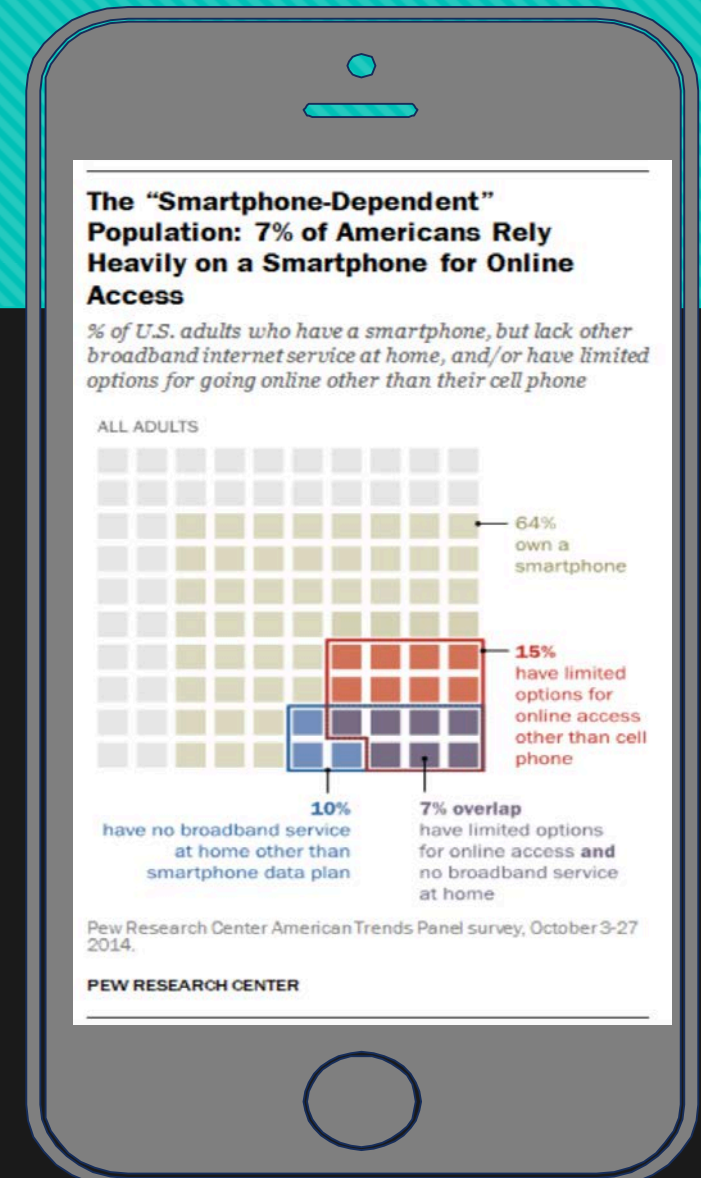 The “Smartphone-Dependent”
Population: 7% of Americans Rely
Heavily on a Smartphone for Online
Access
% of U.S. adults who have a smartphone, but lack other
broadband internet service at home, and/or have limited
options for going online other than their cell phone
ALL ADULTS
64%
own a
smartphone
15%
have limited
options for
online access
other than cell
phone
10%
have no broadband service
at home other than
smartphone data plan
7% overlap
have limited options
for online access and
no broadband service
at home
Pew Research Center American Trends Panel survey, October 3-27
2014.
PEW RESEARCH CENTER